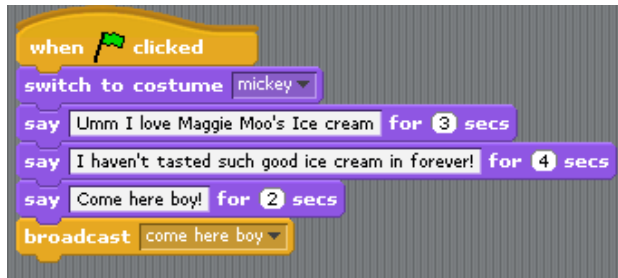 when clicked
switch to costume mickey
say Umm I love Maggie Moo's Ice cream for 3 secs
say I haven't tasted such good ice cream in forever! for 4 secs
say Come here boy! for 2 secs
broadcast come here boy